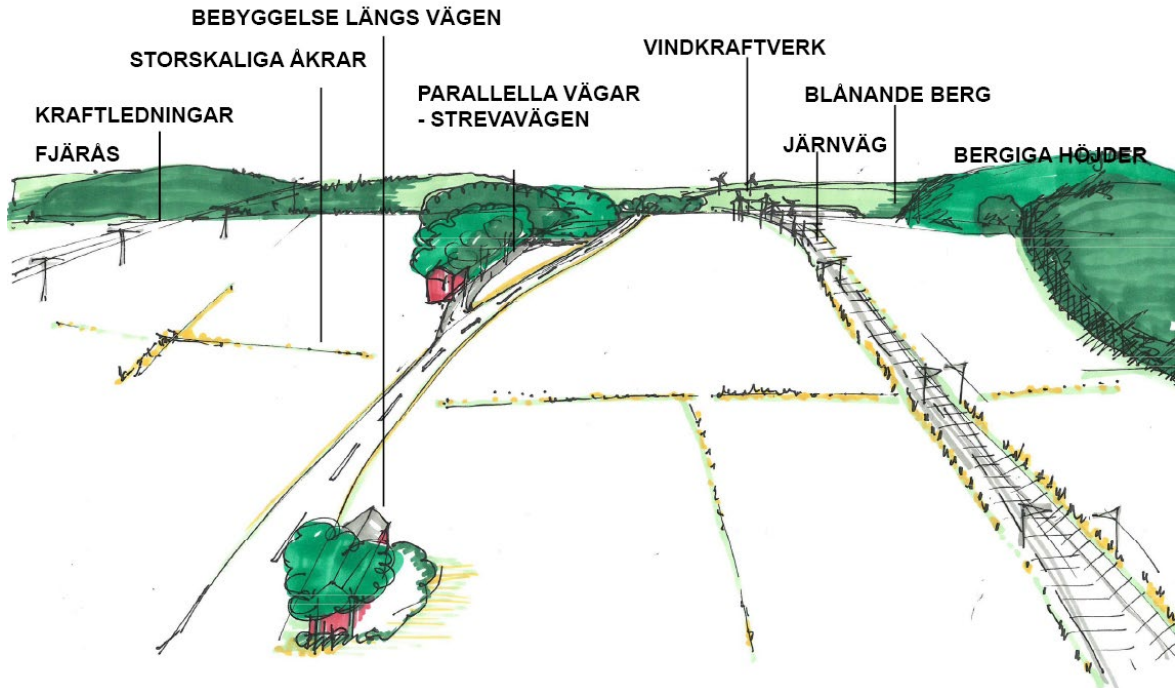 BEBYGGELSE LÄNGS VÄGEN
STORSKALIGA ÅKRAR
VINDKRAFTVERK
PARALLELLA VÄGAR
- STREVAVÄGEN
BLÅNANDE BERG
KRAFTLEDNINGAR
JÄRNVÄG
FJÄRÅS
BERGIGA HÖJDER